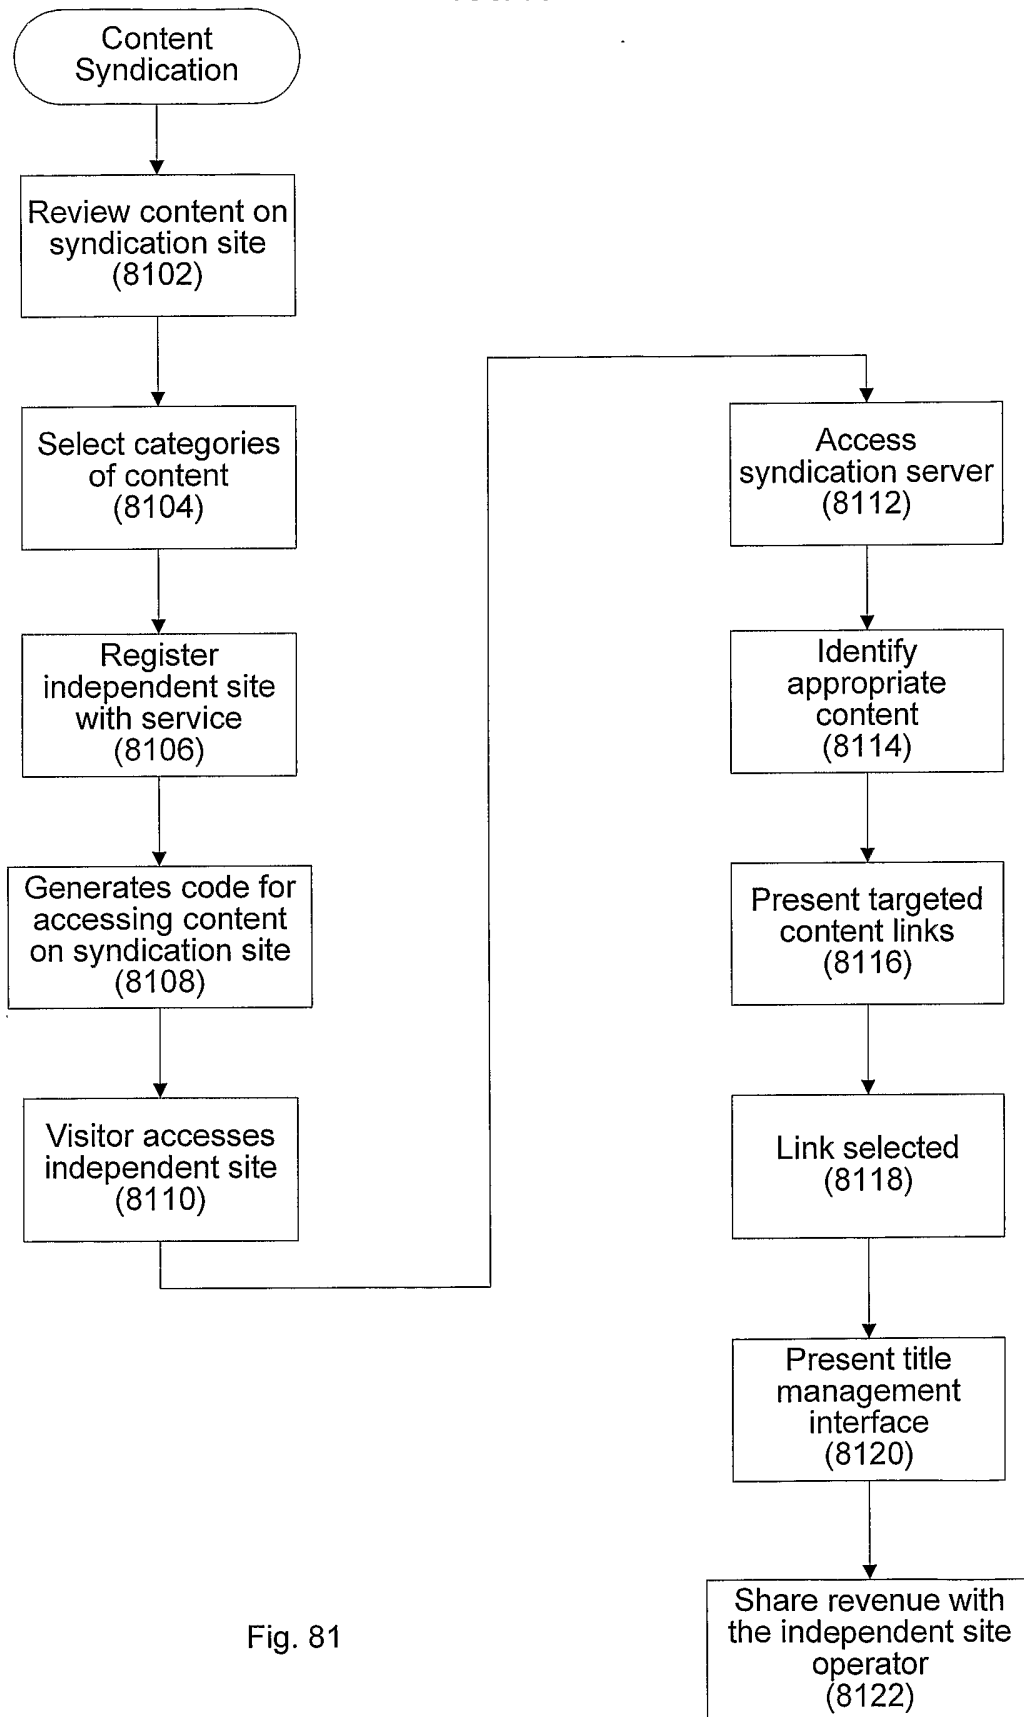 Content
Syndication
Review content on
syndication site
(8102)
Select categories
of content
(8104)
Register
independent site
with service
(8106)
Generates code for
accessing content
on syndication site
(8108)
Visitor accesses
independent site
(8110)
Access
syndication server
(8112)
Identify
appropriate
content
(8114)
Present targeted
content links
(8116)
Link selected
(8118)
Present title
management
interface
(8120)
Share revenue with
the independent site
operator
(8122)
Fig. 81